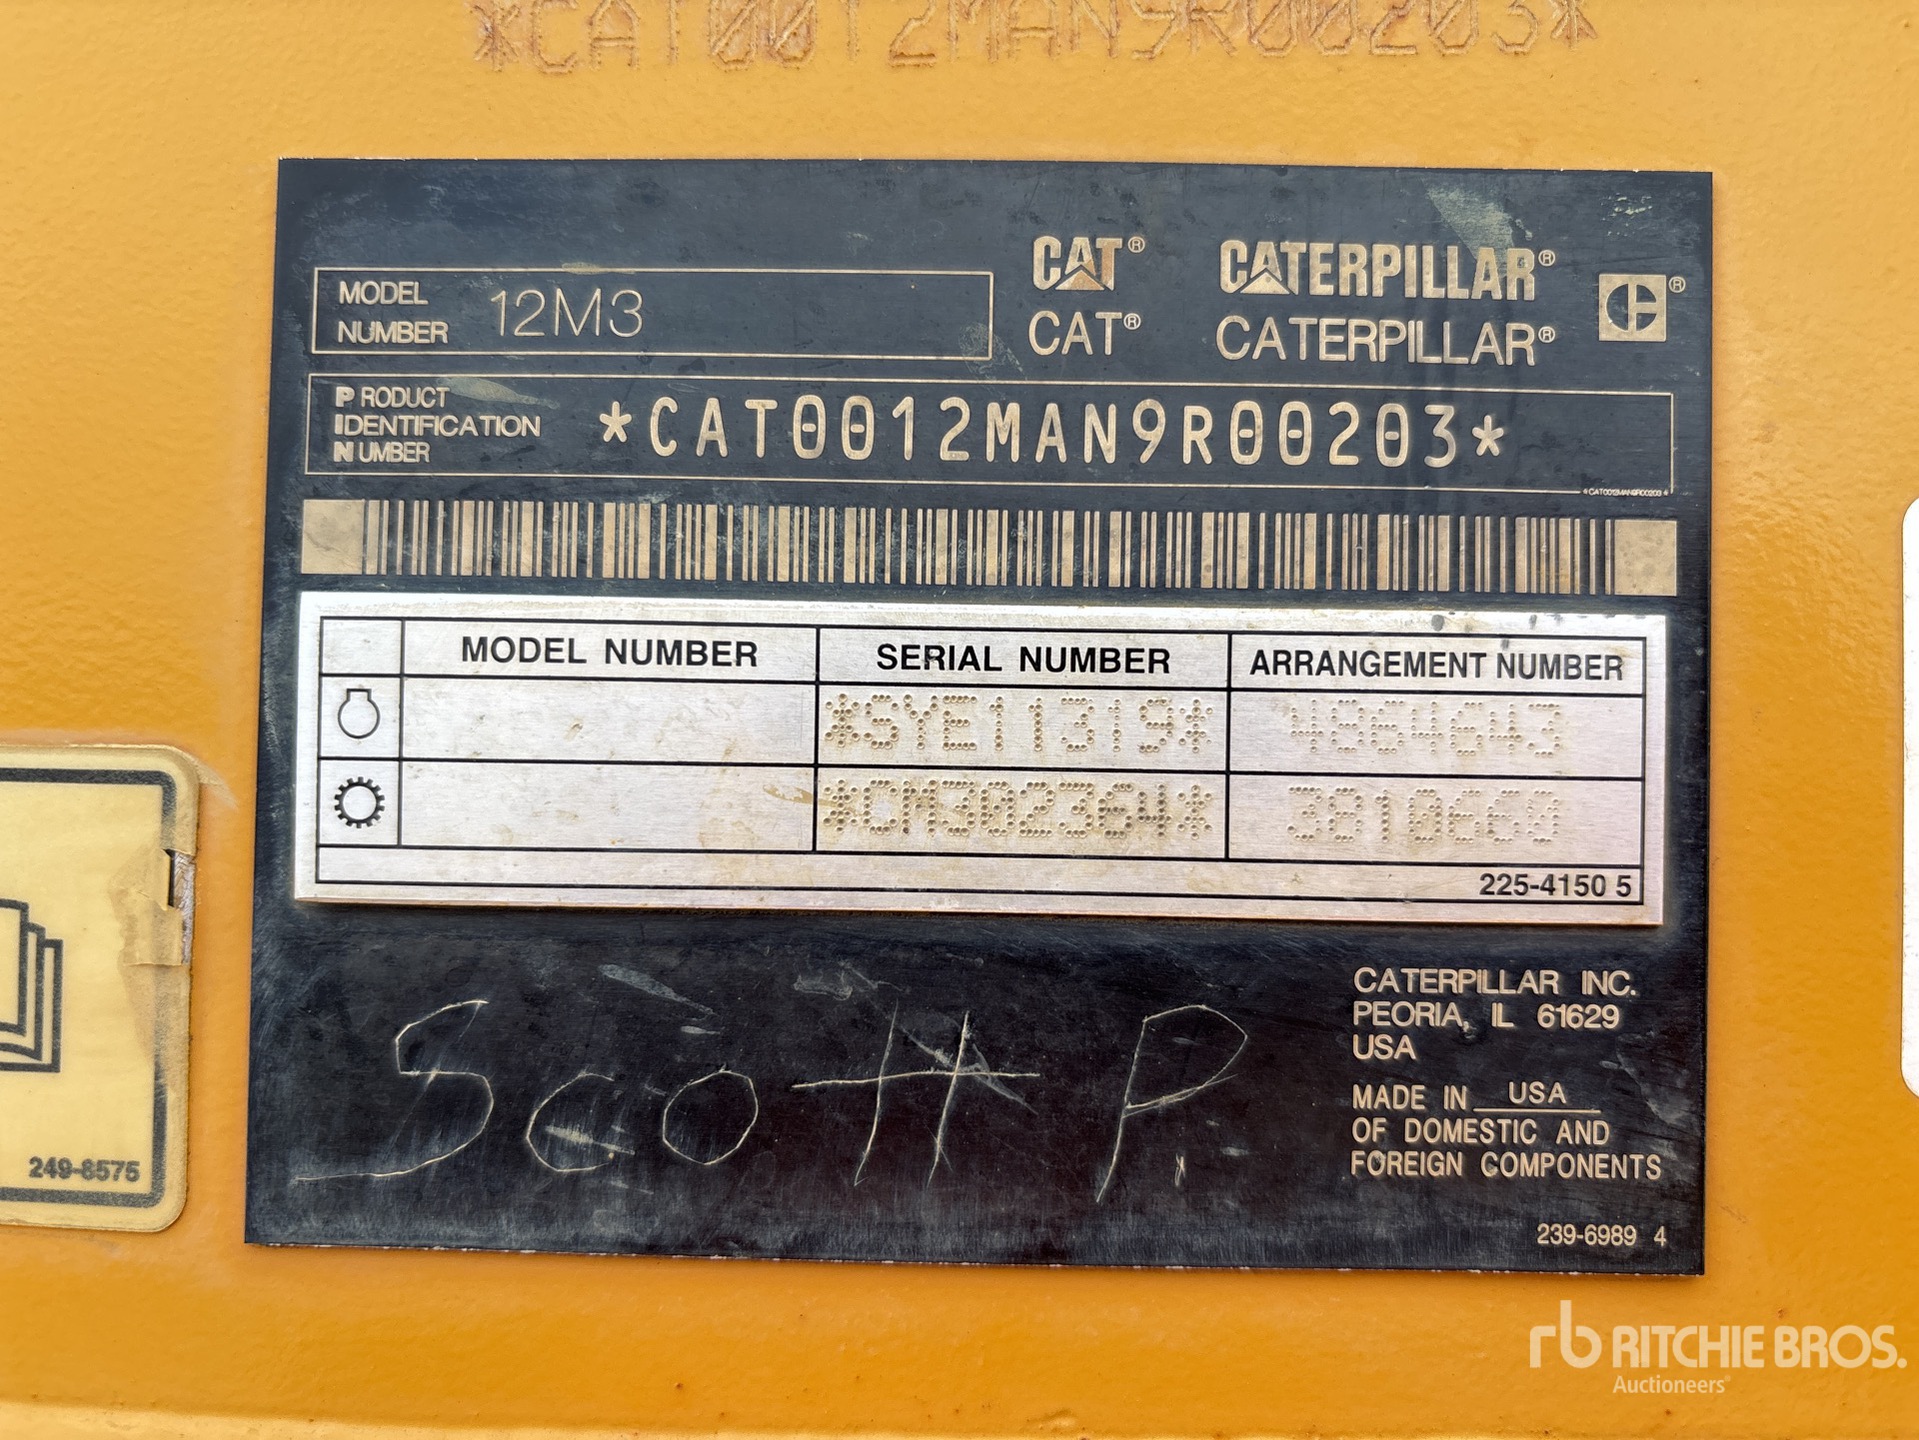 *CAT0012MAN9R00203*
CAT® CATERPILLAR®
CAT® CATERPILLAR®
MODEL NUMBER 12M3
PRODUCT IDENTIFICATION NUMBER *CAT0012MAN9R00203*
*CAT0012MAN9R00203*
MODEL NUMBER SERIAL NUMBER ARRANGEMENT NUMBER
*SYE11319* 4864643
*CM302364* 3810660
225-4150 5
Scott P.
CATERPILLAR INC.
PEORIA, IL 61629
USA
MADE IN USA
OF DOMESTIC AND
FOREIGN COMPONENTS
239-6989 4
249-8575
rb RITCHIE BROS.
Auctioneers